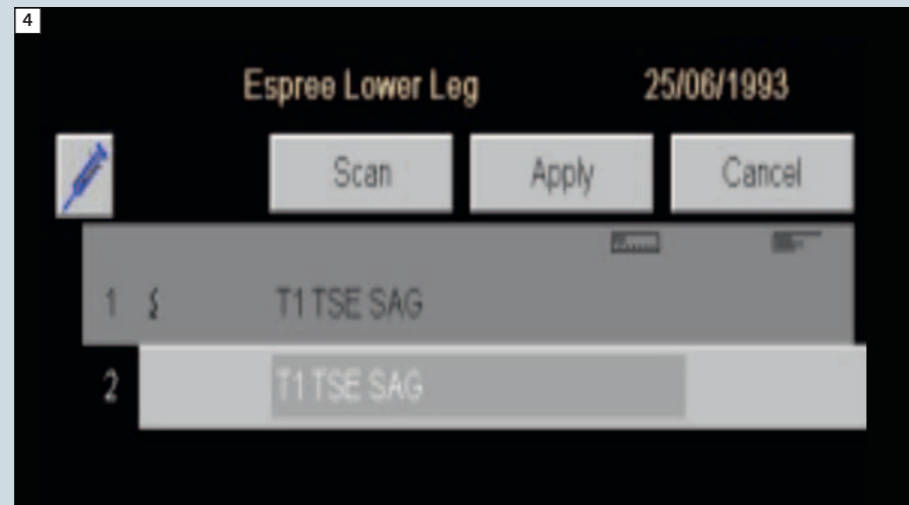 4
Espree Lower Leg 25/06/1993
Scan Apply Cancel
1 T1 TSE SAG
2 T1 TSE SAG